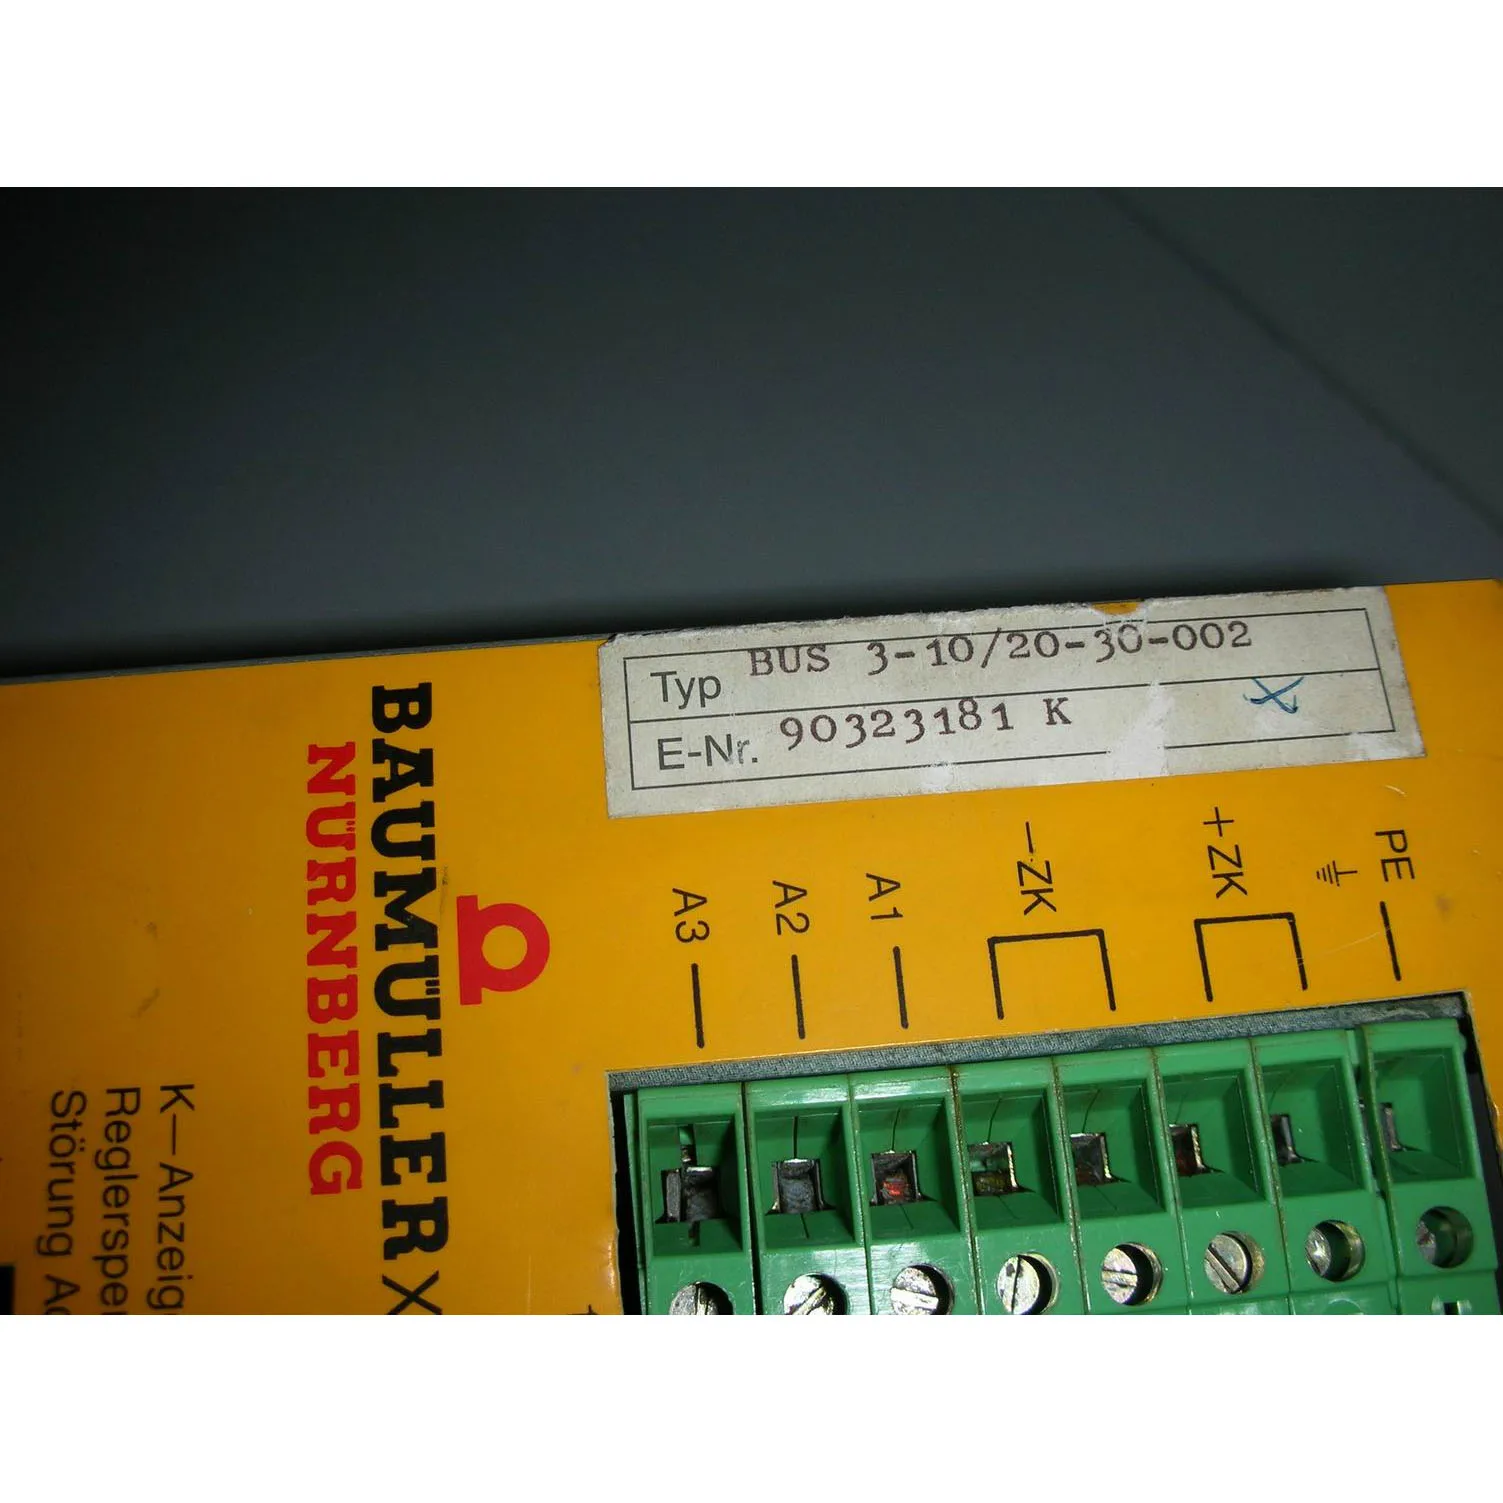 Typ BUS 3-10/20-30-002
E-Nr. 90323181 K
BAUMÜLLER
NÜRNBERG
A3
A2
A1
−ZK
+ZK
PE
X
K—Anzeig
Reglersper
Störung